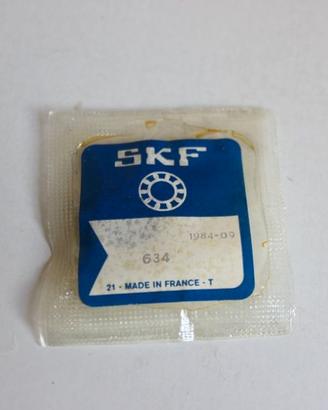 SKF
1984-09
634
21 - MADE IN FRANCE - T